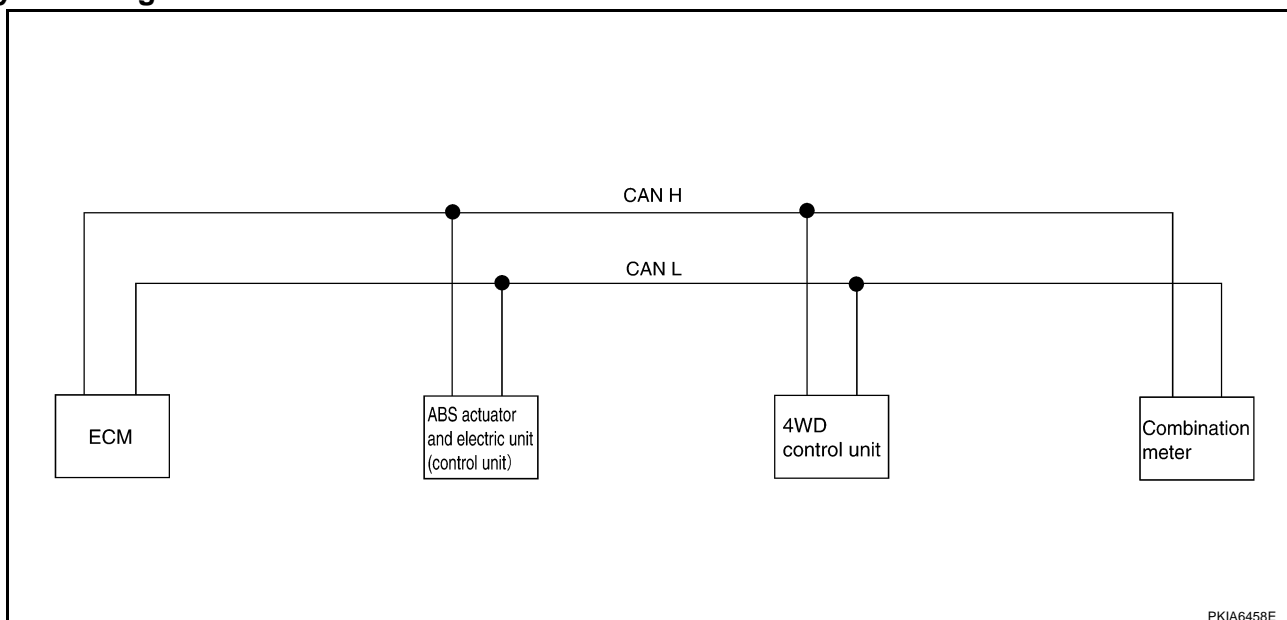 CAN H
CAN L
ECM
ABS actuator
and electric unit
(control unit)
4WD
control unit
Combination
meter
PKIA6458E